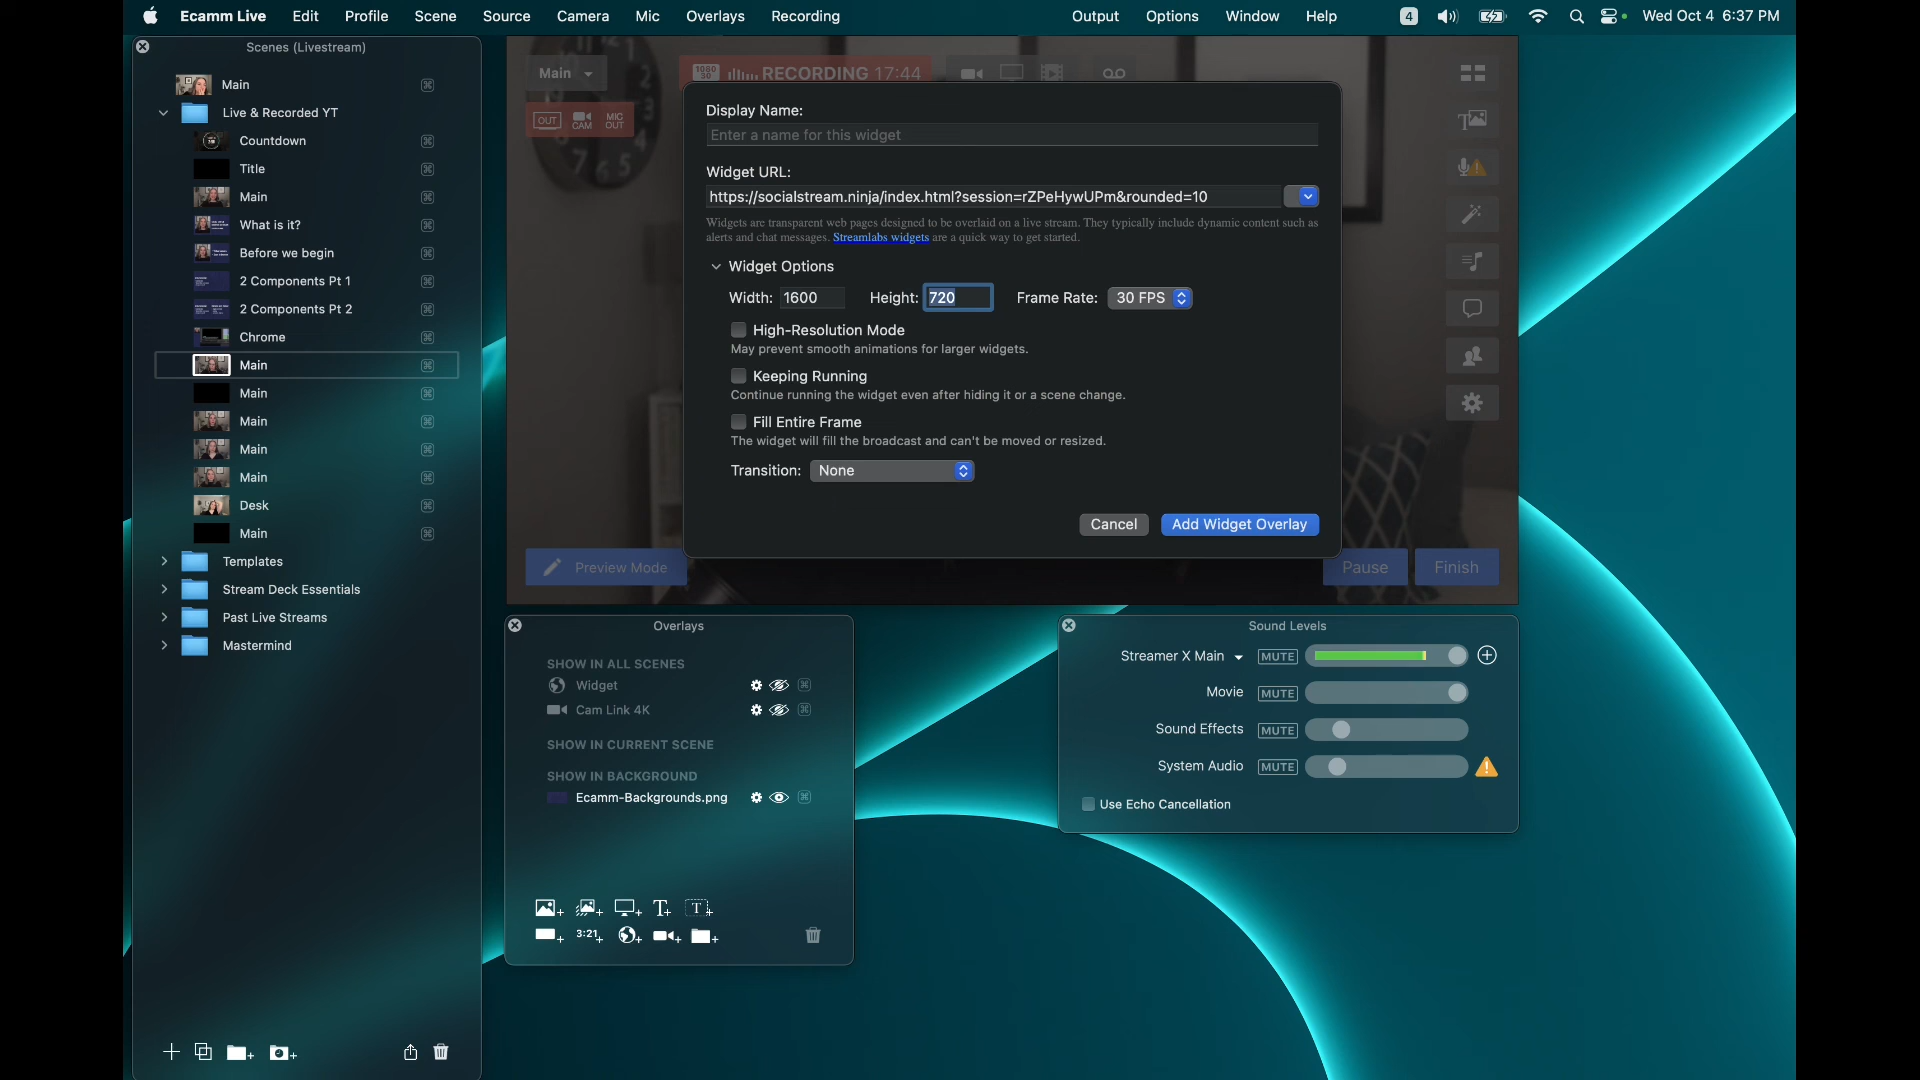 Ecamm Live Edit Profile Scene Source Camera Mic Overlays Recording Output Options Window Help 4 Wed Oct 4 6:37 PM
Scenes (Livestream)
Main
Live & Recorded YT
Countdown
Title
Main
What is it?
Before we begin
2 Components Pt 1
2 Components Pt 2
Chrome
Main
Main
Main
Main
Main
Desk
Main
Templates
Stream Deck Essentials
Past Live Streams
Mastermind
Main
1080
30
RECORDING 17:44
OUT
CAM
MIC
OUT
Display Name:
Enter a name for this widget
Widget URL:
https://socialstream.ninja/index.html?session=rZPeHywUPm&rounded=10
Widgets are transparent web pages designed to be overlaid on a live stream. They typically include dynamic content such as
alerts and chat messages. Streamlabs widgets are a quick way to get started.
Widget Options
Width: 1600 Height: 720 Frame Rate: 30 FPS
High-Resolution Mode
May prevent smooth animations for larger widgets.
Keeping Running
Continue running the widget even after hiding it or a scene change.
Fill Entire Frame
The widget will fill the broadcast and can't be moved or resized.
Transition: None
Cancel Add Widget Overlay
Preview Mode
Pause
Finish
Overlays
SHOW IN ALL SCENES
Widget
Cam Link 4K
SHOW IN CURRENT SCENE
SHOW IN BACKGROUND
Ecamm-Backgrounds.png
T+
T+
3:21+
Sound Levels
Streamer X Main MUTE
Movie MUTE
Sound Effects MUTE
System Audio MUTE
Use Echo Cancellation